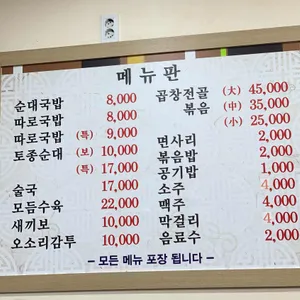 메뉴판
순대국밥 8,000
따로국밥 8,000
따로국밥 (특) 9,000
토종순대 (보) 10,000
(특) 17,000
술국 17,000
모듬수육 22,000
새끼보 10,000
오소리감투 10,000
곱창전골 (大) 45,000
볶음 (中) 35,000
(小) 25,000
면사리 2,000
볶음밥 2,000
공기밥 1,000
소주 4,000
맥주 4,000
막걸리 4,000
음료수 2,000
– 모든 메뉴 포장 됩니다 –